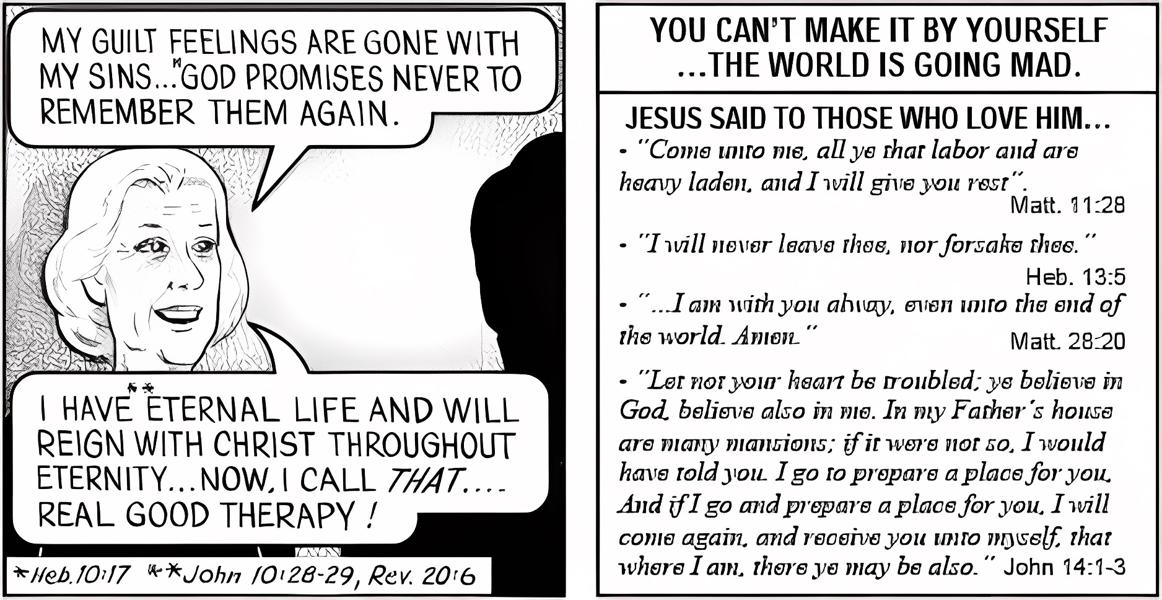 MY GUILT FEELINGS ARE GONE WITH
MY SINS...*GOD PROMISES NEVER TO
REMEMBER THEM AGAIN.
I HAVE **ETERNAL LIFE AND WILL
REIGN WITH CHRIST THROUGHOUT
ETERNITY...NOW, I CALL THAT....
REAL GOOD THERAPY!
*Heb. 10:17 **John 10:28-29, Rev. 20:6
YOU CAN'T MAKE IT BY YOURSELF
...THE WORLD IS GOING MAD.
JESUS SAID TO THOSE WHO LOVE HIM...
• "Come unto me, all ye that labor and are
heavy laden, and I will give you rest".
Matt. 11:28
• "I will never leave thee, nor forsake thee."
Heb. 13:5
• "...I am with you alway, even unto the end of
the world. Amen."
Matt. 28:20
• "Let not your heart be troubled; ye believe in
God, believe also in me. In my Father's house
are many mansions; if it were not so, I would
have told you. I go to prepare a place for you,
And if I go and prepare a place for you, I will
come again, and receive you unto myself, that
where I am, there ye may be also." John 14:1-3